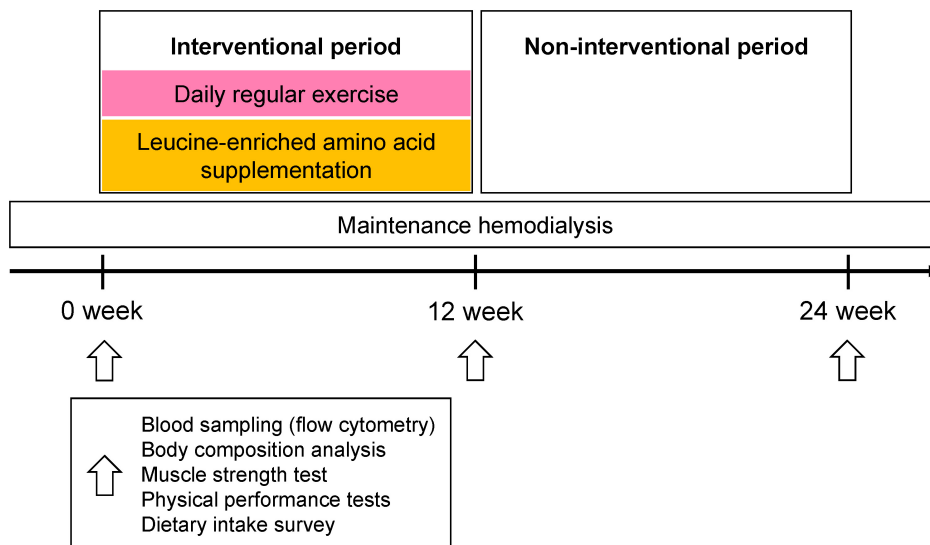 Interventional period
Non-interventional period
Daily regular exercise
Leucine-enriched amino acid
supplementation
Maintenance hemodialysis
0 week
12 week
24 week
Blood sampling (flow cytometry)
Body composition analysis
Muscle strength test
Physical performance tests
Dietary intake survey